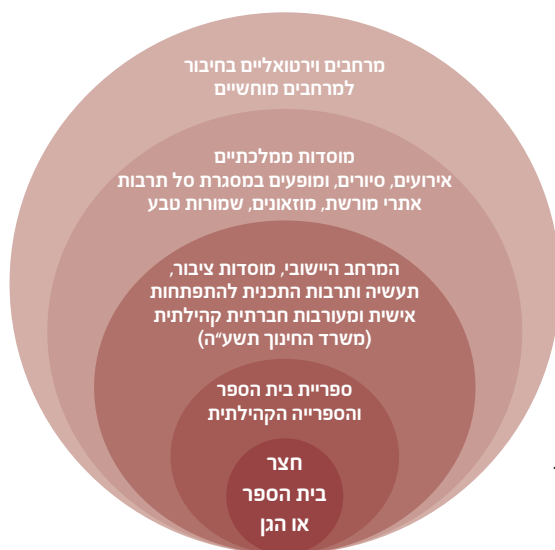 מרחבים וירטואליים בחיבור
למרחבים מוחשיים
מוסדות ממלכתיים
אירועים, סיורים, ומופעים במסגרת סל תרבות
אתרי מורשת, מוזאונים, שמורות טבע
המרחב היישובי, מוסדות ציבור,
תעשיה ותרבות התכנית להתפתחות
אישית ומעורבות חברתית קהילתית
(משרד החינוך תשע״ה)
ספריית בית הספר
והספרייה הקהילתית
חצר
בית הספר
או הגן